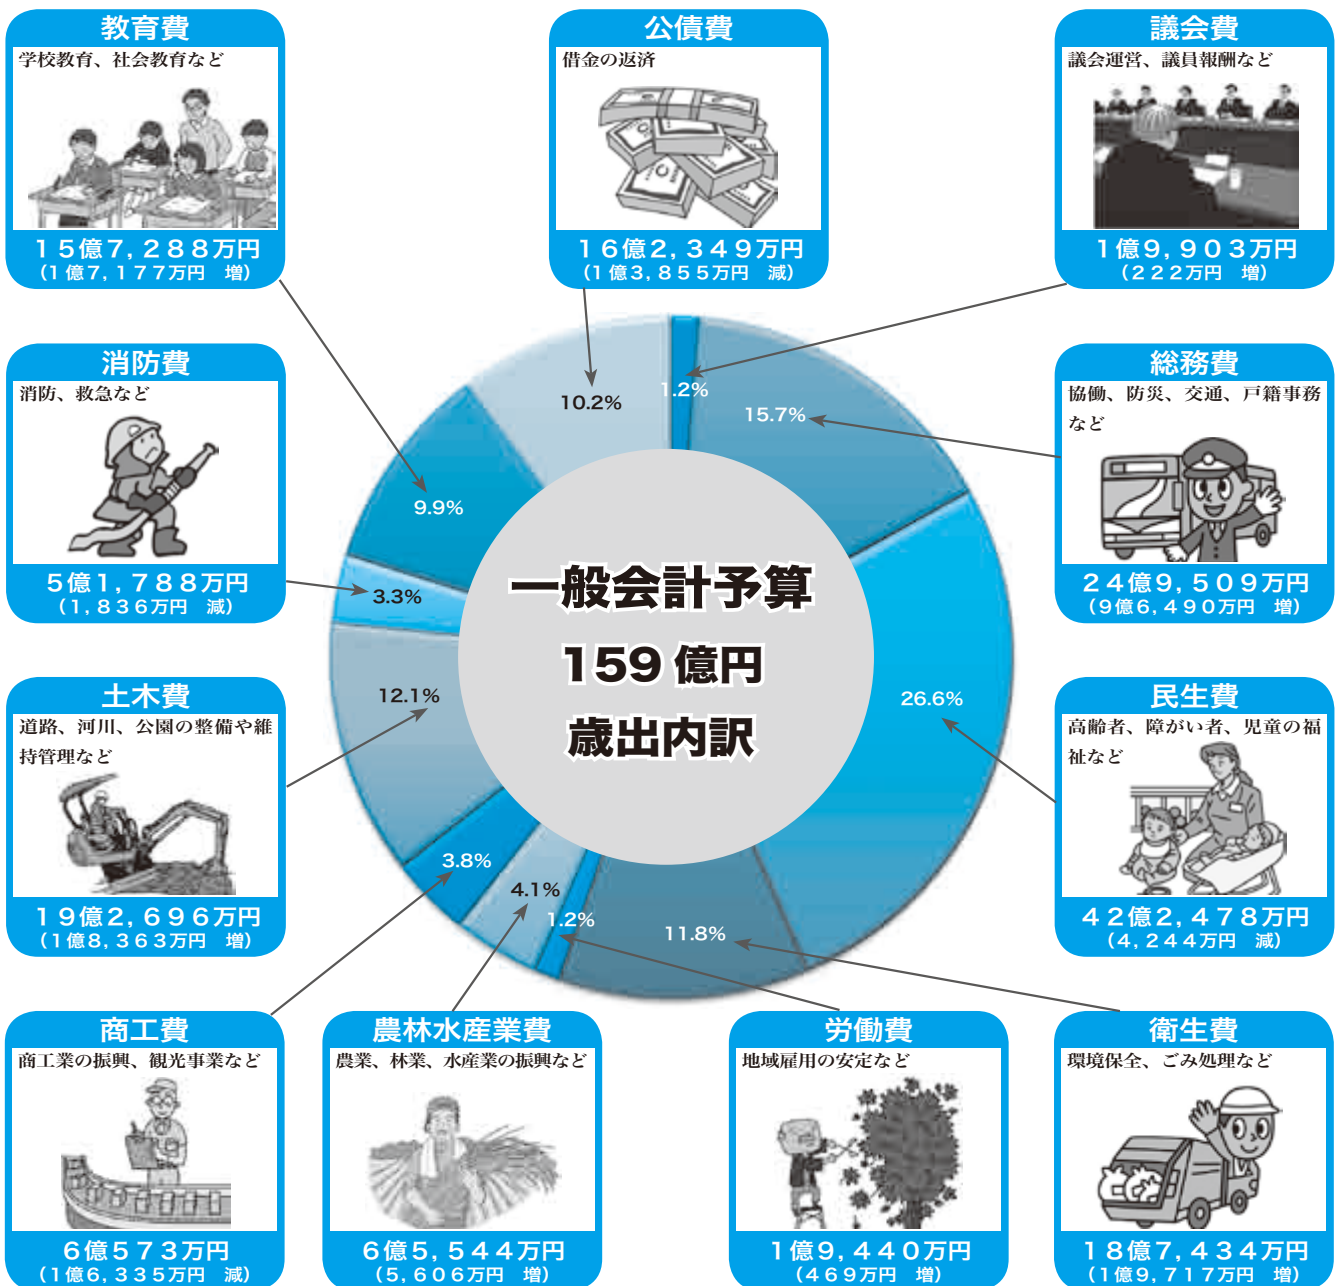 教育費
学校教育、社会教育など
15億7,288万円
(1億7,177万円 増)
公債費
借金の返済
16億2,349万円
(1億3,855万円 減)
議会費
議会運営、議員報酬など
1億9,903万円
(222万円 増)
消防費
消防、救急など
5億1,788万円
(1,836万円 減)
総務費
協働、防災、交通、戸籍事務
など
24億9,509万円
(9億6,490万円 増)
10.2%
1.2%
15.7%
9.9%
3.3%
12.1%
26.6%
3.8%
4.1%
1.2%
11.8%
一般会計予算
159億円
歳出内訳
土木費
道路、河川、公園の整備や維
持管理など
19億2,696万円
(1億8,363万円 増)
民生費
高齢者、障がい者、児童の福
祉など
42億2,478万円
(4,244万円 減)
商工費
商工業の振興、観光事業など
6億573万円
(1億6,335万円 減)
農林水産業費
農業、林業、水産業の振興など
6億5,544万円
(5,606万円 増)
労働費
地域雇用の安定など
1億9,440万円
(469万円 増)
衛生費
環境保全、ごみ処理など
18億7,434万円
(1億9,717万円 増)